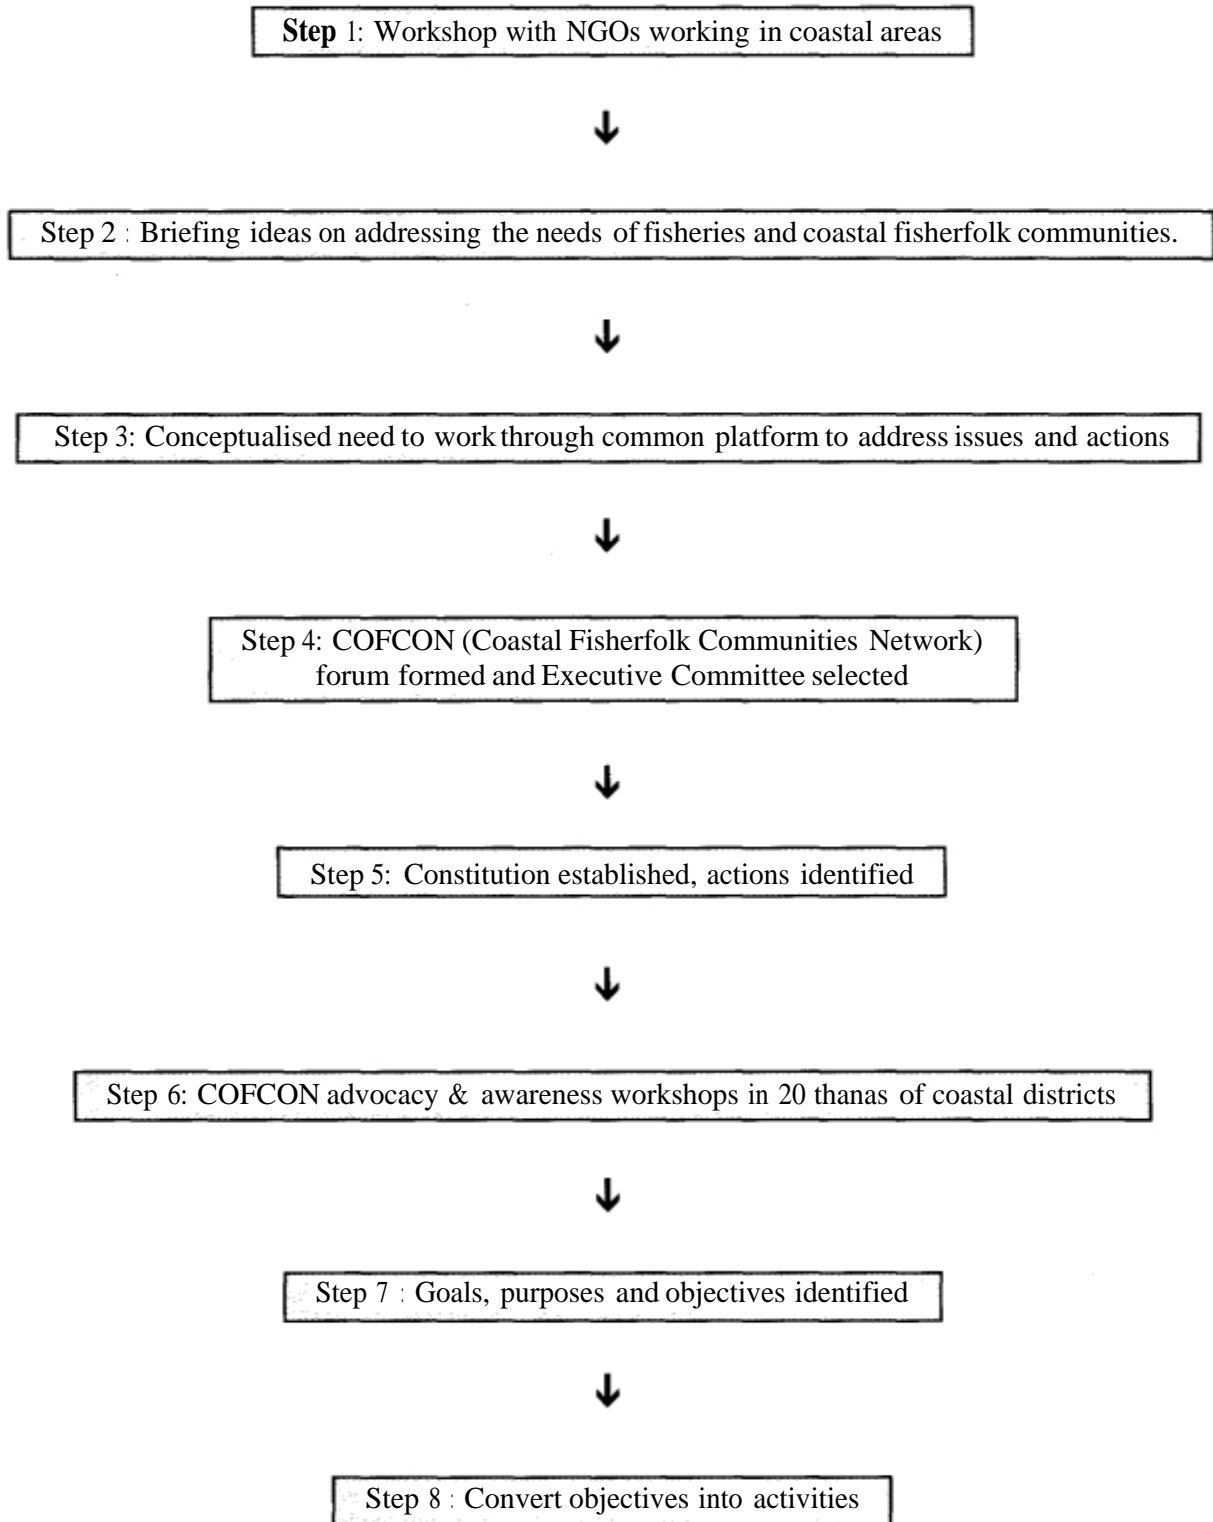 Step 1: Workshop with NGOs working in coastal areas
Step 2 : Briefing ideas on addressing the needs of fisheries and coastal fisherfolk communities.
Step 3: Conceptualised need to work through common platform to address issues and actions
Step 4: COFCON (Coastal Fisherfolk Communities Network)
forum formed and Executive Committee selected
Step 5: Constitution established, actions identified
Step 6: COFCON advocacy & awareness workshops in 20 thanas of coastal districts
Step 7 : Goals, purposes and objectives identified
Step 8 : Convert objectives into activities